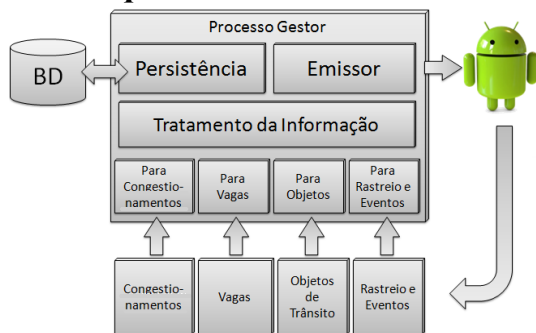 Processo Gestor
BD
Persistência
Emissor
Tratamento da Informação
Para
Congestio-
namentos
Para
Vagas
Para
Objetos
Para
Rastreio e
Eventos
Congestio-
namentos
Vagas
Objetos
de
Trânsito
Rastreio e
Eventos